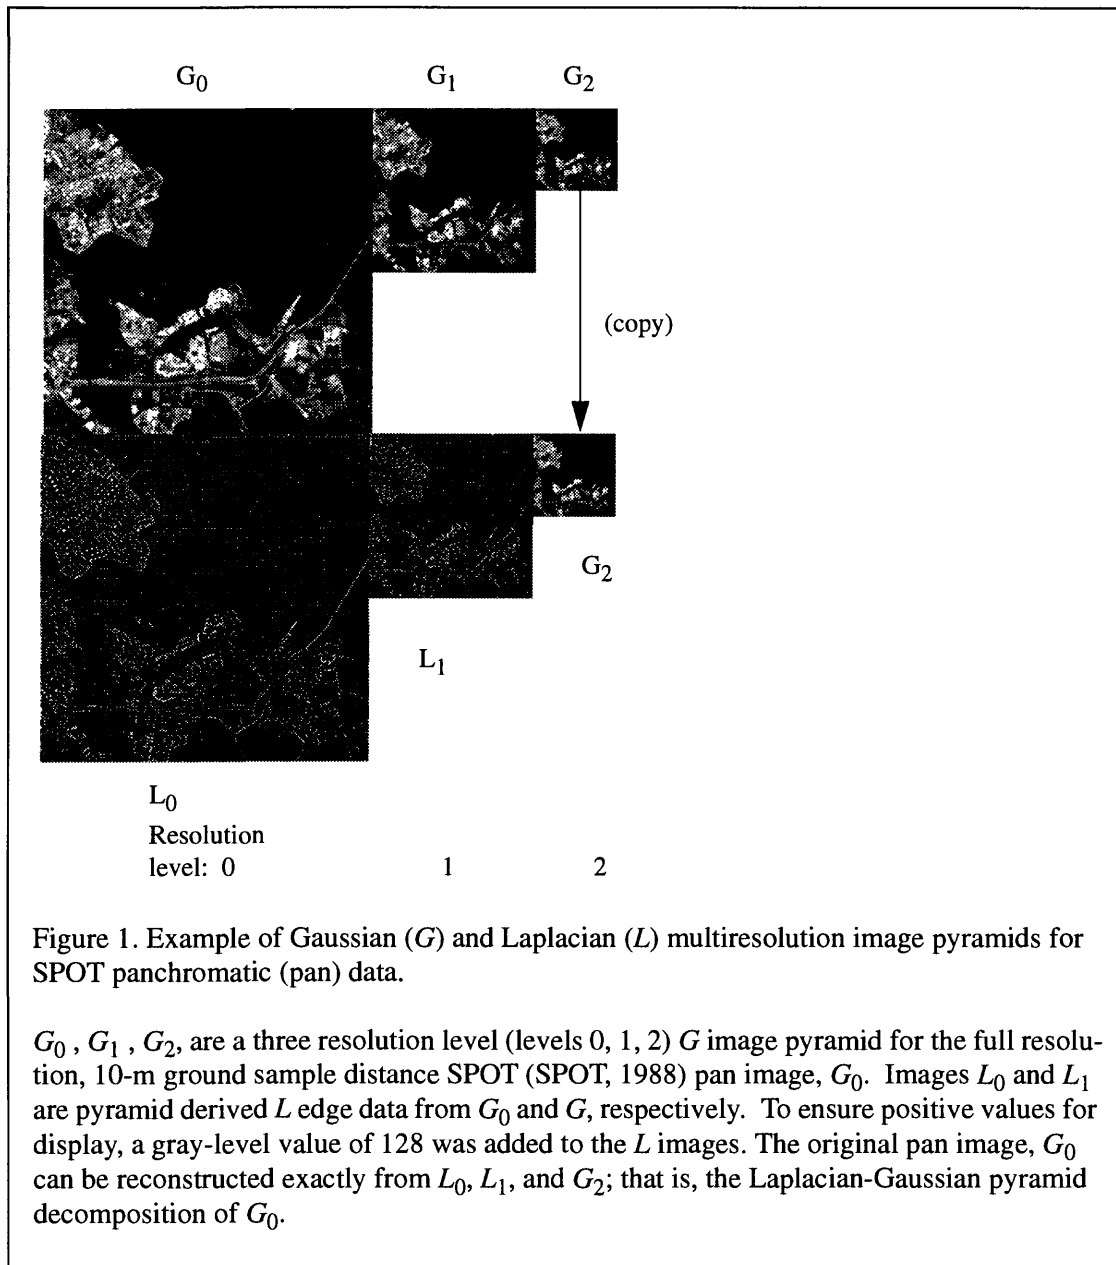 G0 G1 G2
(copy)
G2
L1
L0
Resolution
level: 0 1 2
Figure 1. Example of Gaussian (G) and Laplacian (L) multiresolution image pyramids for
SPOT panchromatic (pan) data.
G0 , G1 , G2, are a three resolution level (levels 0, 1, 2) G image pyramid for the full resolu-
tion, 10-m ground sample distance SPOT (SPOT, 1988) pan image, G0. Images L0 and L1
are pyramid derived L edge data from G0 and G, respectively. To ensure positive values for
display, a gray-level value of 128 was added to the L images. The original pan image, G0
can be reconstructed exactly from L0, L1, and G2; that is, the Laplacian-Gaussian pyramid
decomposition of G0.